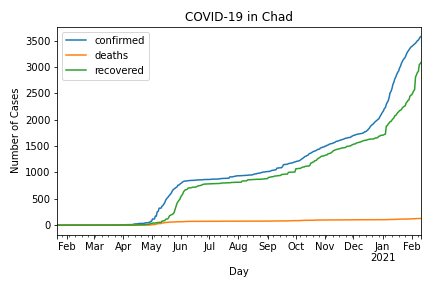 COVID-19 in Chad
confirmed
deaths
recovered
Number of Cases
3500
3000
2500
2000
1500
1000
500
0
Feb Mar Apr May Jun Jul Aug Sep Oct Nov Dec Jan Feb
2021
Day